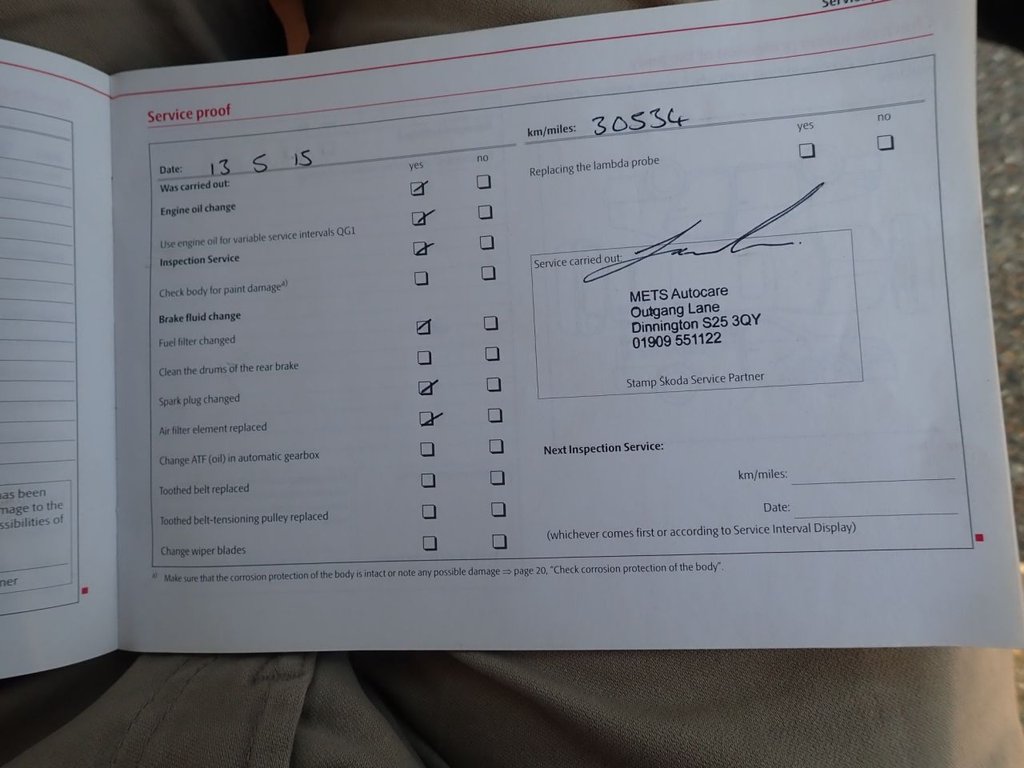 Service proof
Date: 13 5 15
yes
no
Was carried out:
Engine oil change
Use engine oil for variable service intervals QG1
Inspection Service
Check body for paint damage a)
Brake fluid change
Fuel filter changed
Clean the drums of the rear brake
Spark plug changed
Air filter element replaced
Change ATF (oil) in automatic gearbox
Toothed belt replaced
Toothed belt-tensioning pulley replaced
Change wiper blades
km/miles: 30534
yes
no
Replacing the lambda probe
Service carried out:
METS Autocare
Outgang Lane
Dinnington S25 3QY
01909 551122
Stamp Škoda Service Partner
Next Inspection Service:
km/miles:
Date:
(whichever comes first or according to Service Interval Display)
a) Make sure that the corrosion protection of the body is intact or note any possible damage ⇒ page 20, "Check corrosion protection of the body".
been
to the
of